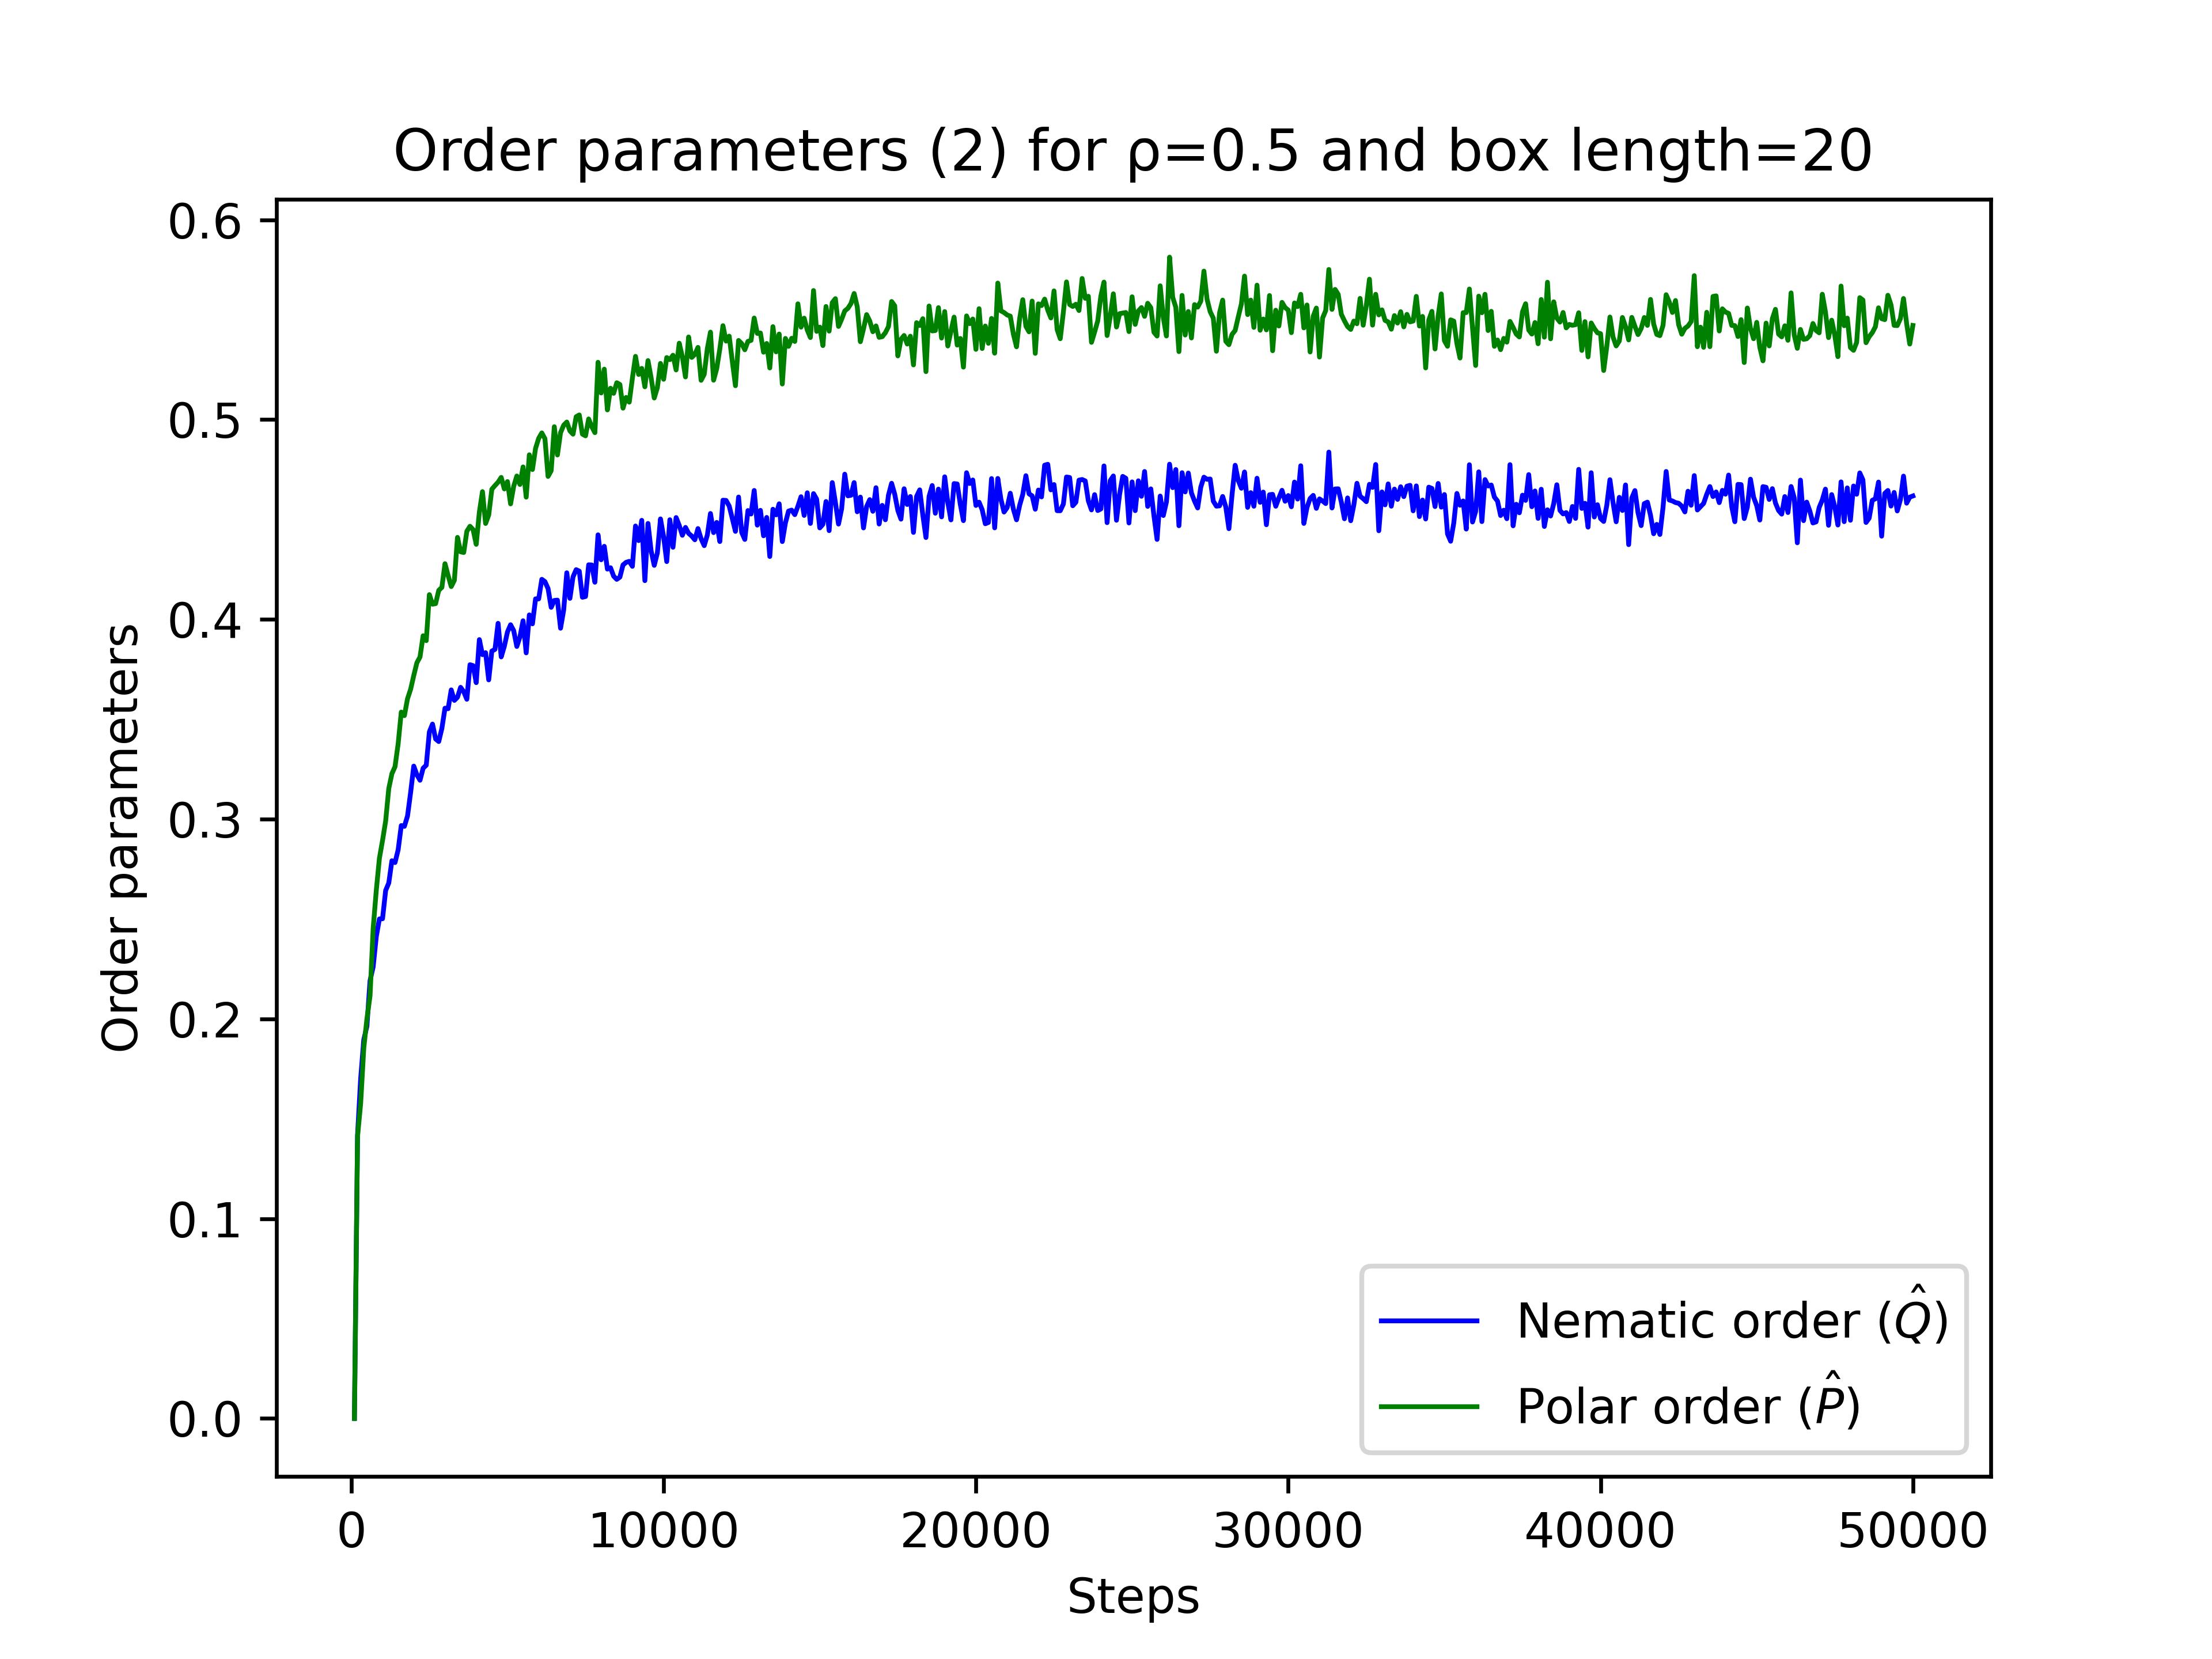 Order parameters (2) for ρ=0.5 and box length=20
0.6
0.5
0.4
0.3
0.2
0.1
0.0
Order parameters
Nematic order (Q̂)
Polar order (P̂)
0 10000 20000 30000 40000 50000
Steps